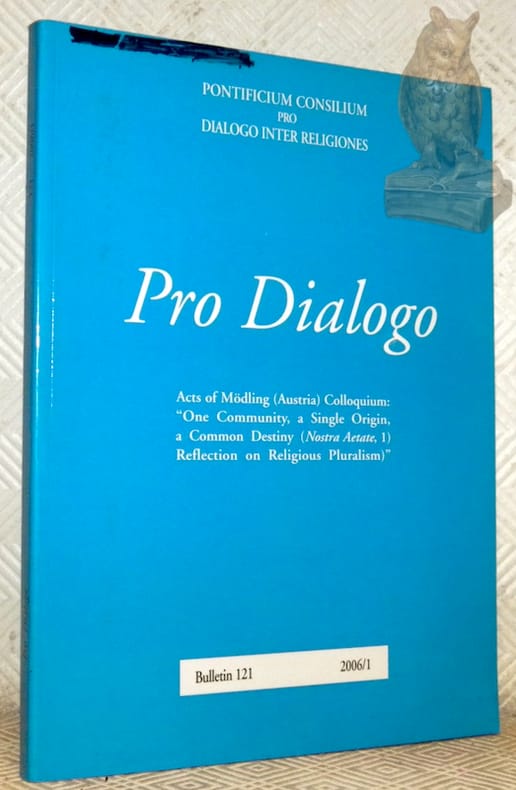 PONTIFICIUM CONSILIUM
PRO
DIALOGO INTER RELIGIONES
Pro Dialogo
Acts of Mödling (Austria) Colloquium:
“One Community, a Single Origin,
a Common Destiny (Nostra Aetate, 1)
Reflection on Religious Pluralism)”
Bulletin 121 2006/1